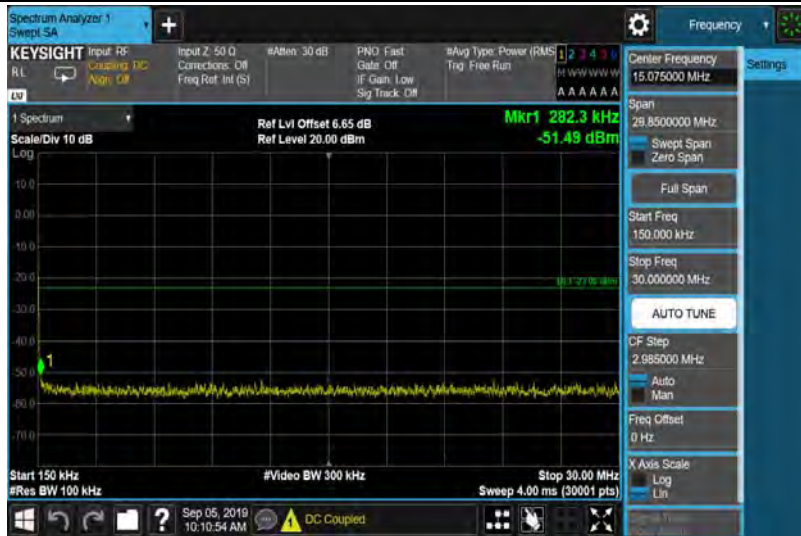 Spectrum Analyzer 1
Swept SA
Frequency
KEYSIGHT
RL
Input: RF
Coupling: DC
Align: Off
Input Z: 50 Ω
Corrections: Off
Freq Ref: Int (S)
#Atten: 30 dB
PNO: Fast
Gate: Off
IF Gain: Low
Sig Track: Off
#Avg Type: Power (RMS
Trig: Free Run
1 2 3 4 5 6
M W W W W W
A A A A A A
1 Spectrum
Scale/Div 10 dB
Log
Ref Lvl Offset 6.65 dB
Ref Level 20.00 dBm
Mkr1 282.3 kHz
-51.49 dBm
10.0
0.00
-10.0
-20.0
-30.0
-40.0
-50.0
-60.0
-70.0
1
Start 150 kHz
#Res BW 100 kHz
#Video BW 300 kHz
Stop 30.00 MHz
Sweep 4.00 ms (30001 pts)
Center Frequency
15.075000 MHz
Settings
Span
29.8500000 MHz
Swept Span
Zero Span
Full Span
Start Freq
150.000 kHz
Stop Freq
30.000000 MHz
AUTO TUNE
CF Step
2.985000 MHz
Auto
Man
Freq Offset
0 Hz
X Axis Scale
Log
Lin
?
Sep 05, 2019
10:10:54 AM
DC Coupled